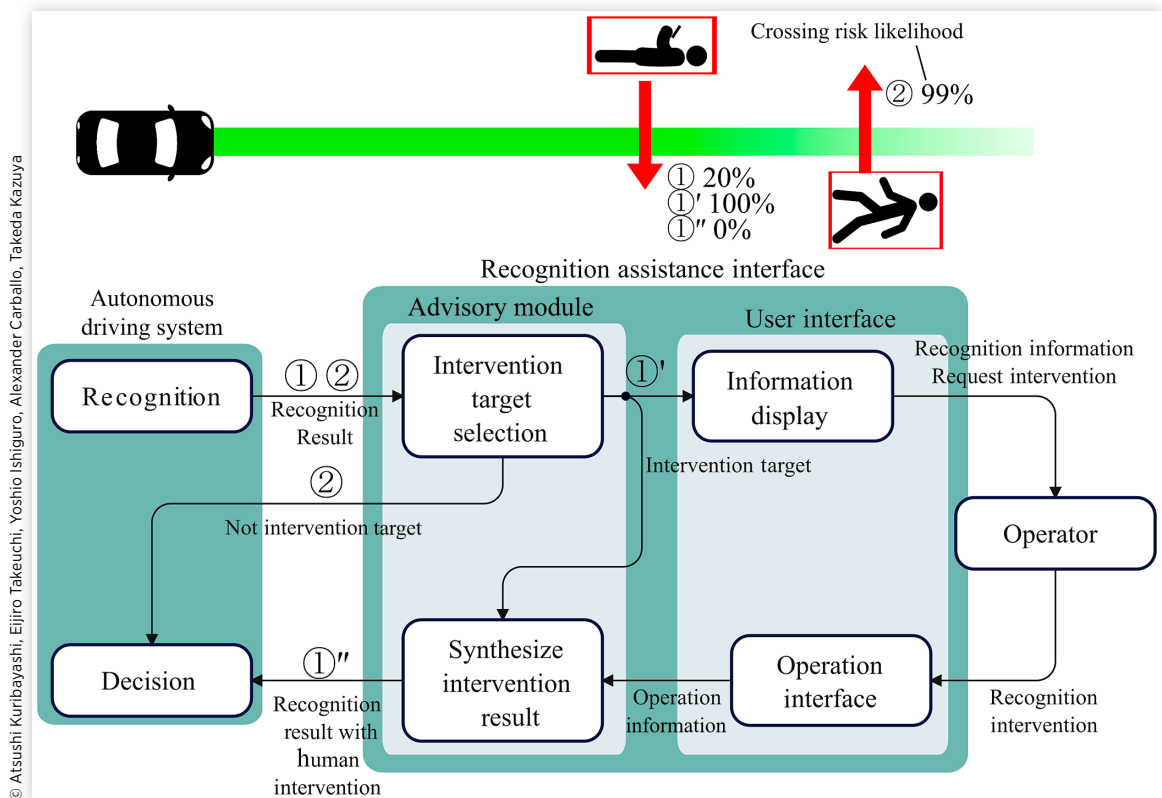 Crossing risk likelihood
② 99%
① 20%
①′ 100%
①″ 0%
Recognition assistance interface
Autonomous
driving system
Advisory module
User interface
Recognition
① ②
Recognition
Result
Intervention
target
selection
①'
Information
display
Recognition information
Request intervention
Intervention target
②
Not intervention target
Operator
Decision
①″
Recognition
result with
human
intervention
Synthesize
intervention
result
Operation
information
Operation
interface
Recognition
intervention
© Atsushi Kuribayashi, Eijiro Takeuchi, Yoshio Ishiguro, Alexander Carballo, Takeda Kazuya